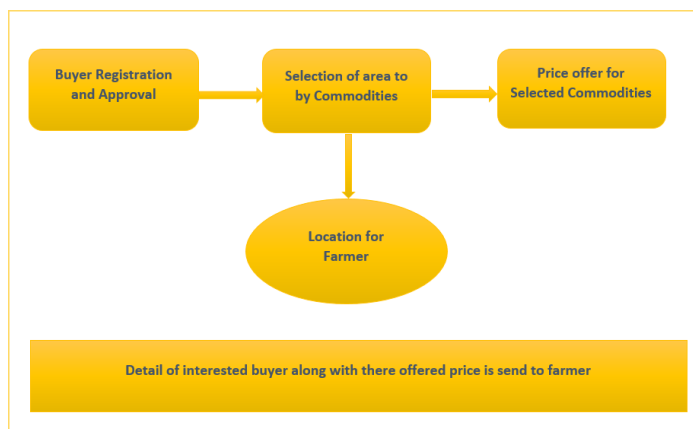 Buyer Registration
and Approval
Selection of area to
by Commodities
Price offer for
Selected Commodities
Location for
Farmer
Detail of interested buyer along with there offered price is send to farmer